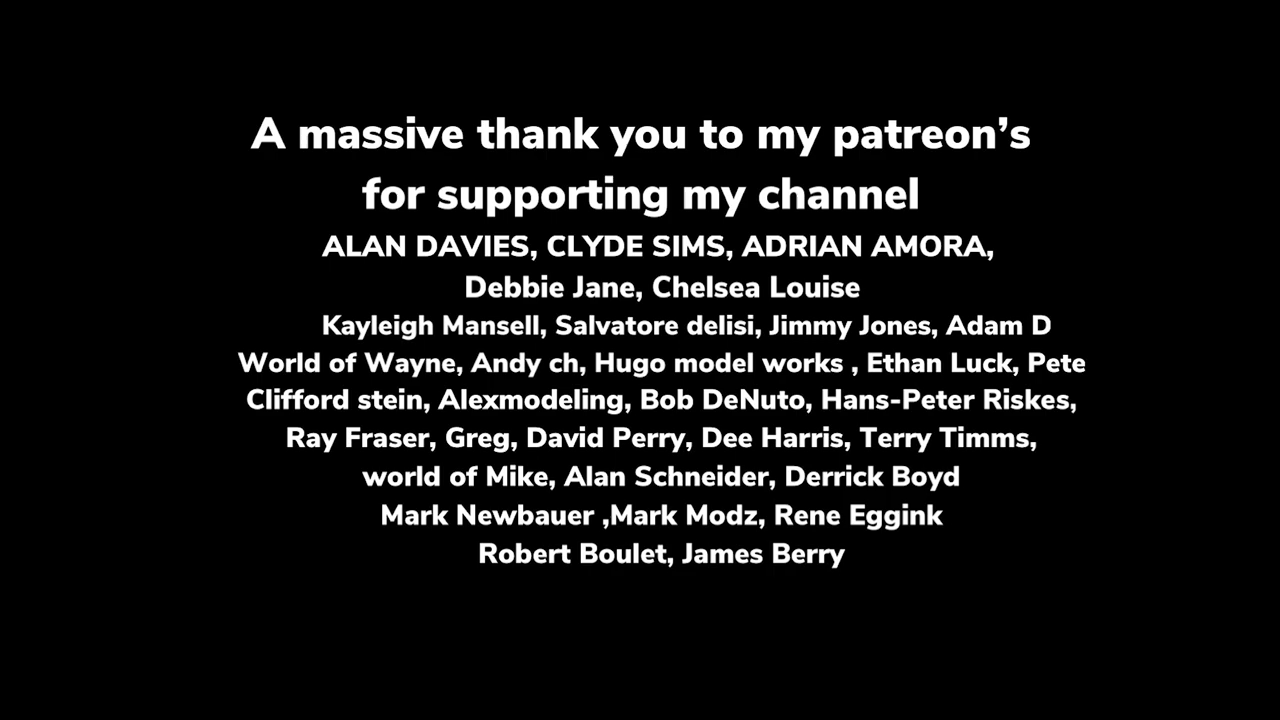 A massive thank you to my patreon’s
for supporting my channel
ALAN DAVIES, CLYDE SIMS, ADRIAN AMORA,
Debbie Jane, Chelsea Louise
Kayleigh Mansell, Salvatore delisi, Jimmy Jones, Adam D
World of Wayne, Andy ch, Hugo model works , Ethan Luck, Pete
Clifford stein, Alexmodeling, Bob DeNuto, Hans-Peter Riskes,
Ray Fraser, Greg, David Perry, Dee Harris, Terry Timms,
world of Mike, Alan Schneider, Derrick Boyd
Mark Newbauer ,Mark Modz, Rene Eggink
Robert Boulet, James Berry